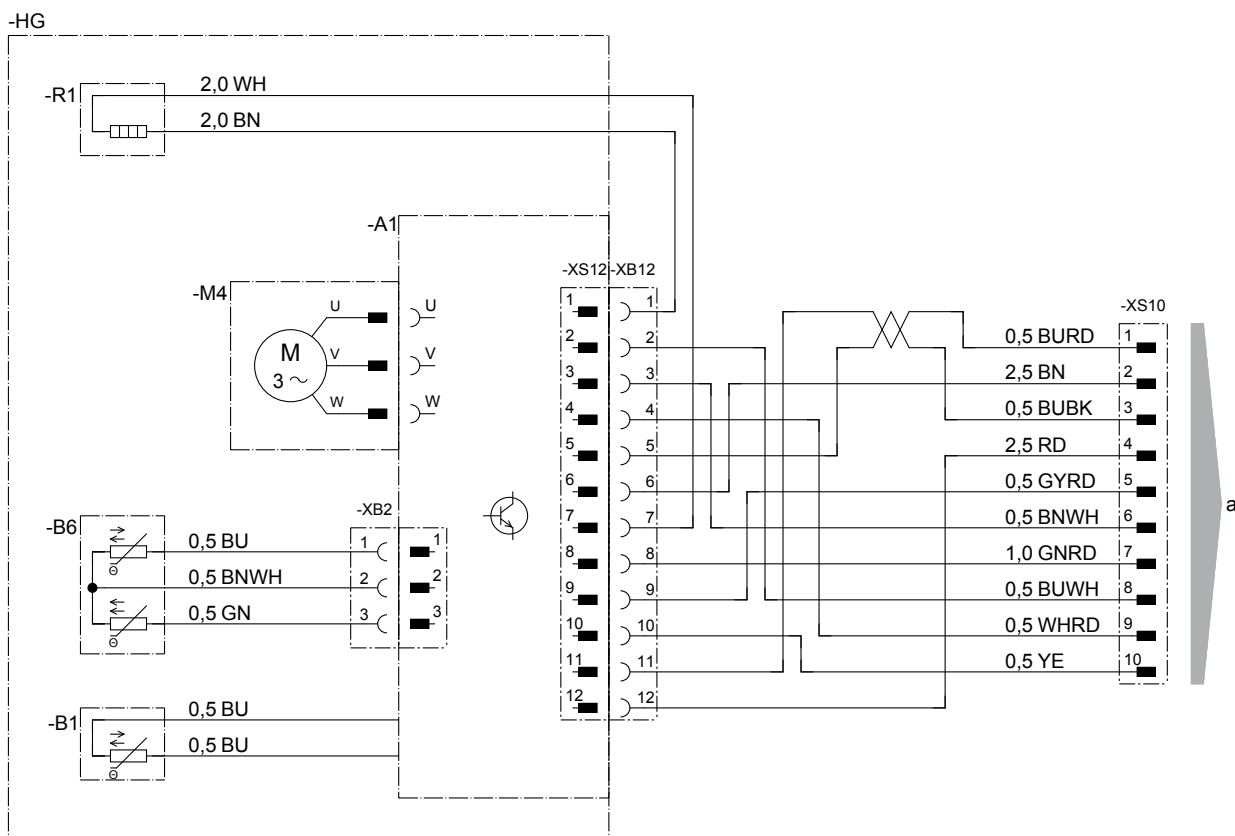 -HG
-R1
2,0 WH
2,0 BN
-A1
-M4
U
V
W
M
3 ~
U
V
W
-XS12
-XB12
1
2
3
4
5
6
7
8
9
10
11
12
1
2
3
4
5
6
7
8
9
10
11
12
-XS10
0,5 BURD
1
2,5 BN
2
0,5 BUBK
3
2,5 RD
4
0,5 GYRD
5
0,5 BNWH
6
1,0 GNRD
7
0,5 BUWH
8
0,5 WHRD
9
0,5 YE
10
a
-XB2
-B6
Θ
Θ
0,5 BU
1
1
0,5 BNWH
2
2
0,5 GN
3
3
-B1
Θ
0,5 BU
0,5 BU